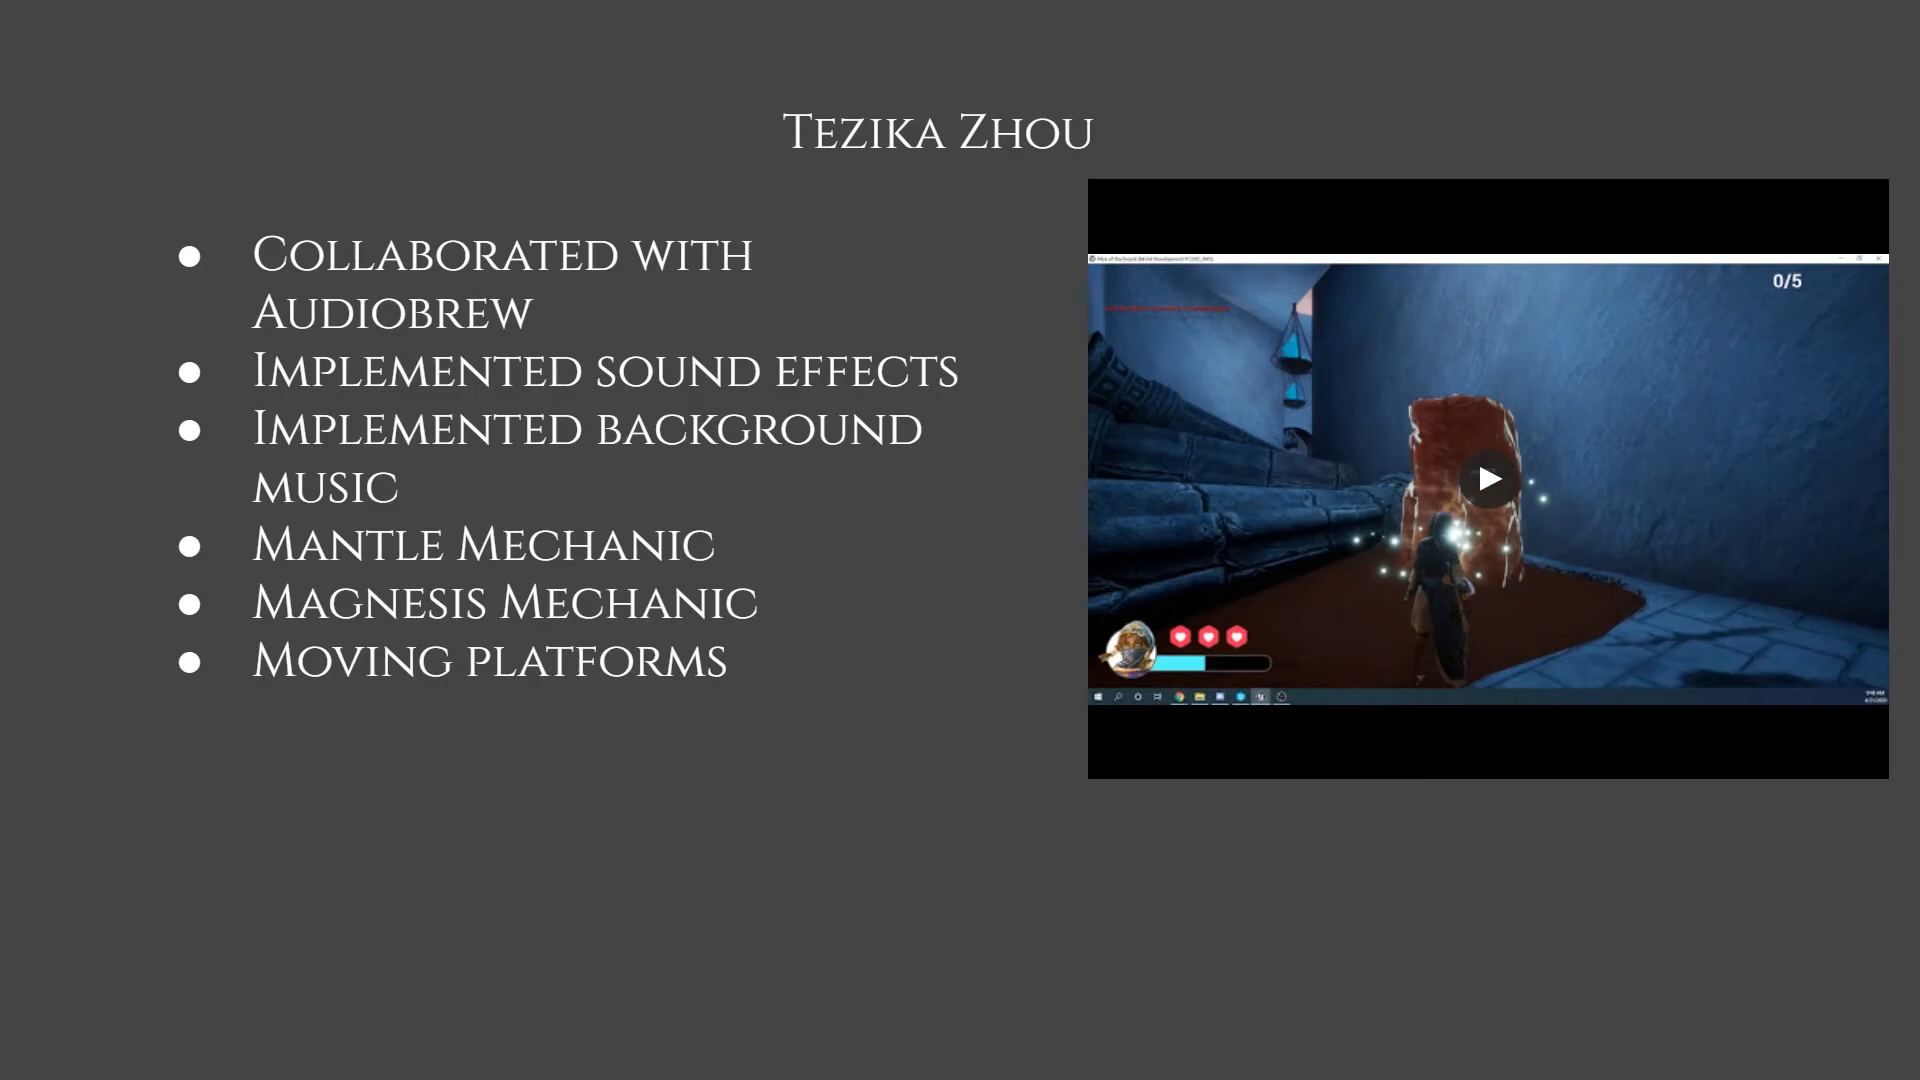 Tezika Zhou
● Collaborated with
Audiobrew
● Implemented sound effects
● Implemented background
music
● Mantle Mechanic
● Magnesis Mechanic
● Moving platforms
0/5